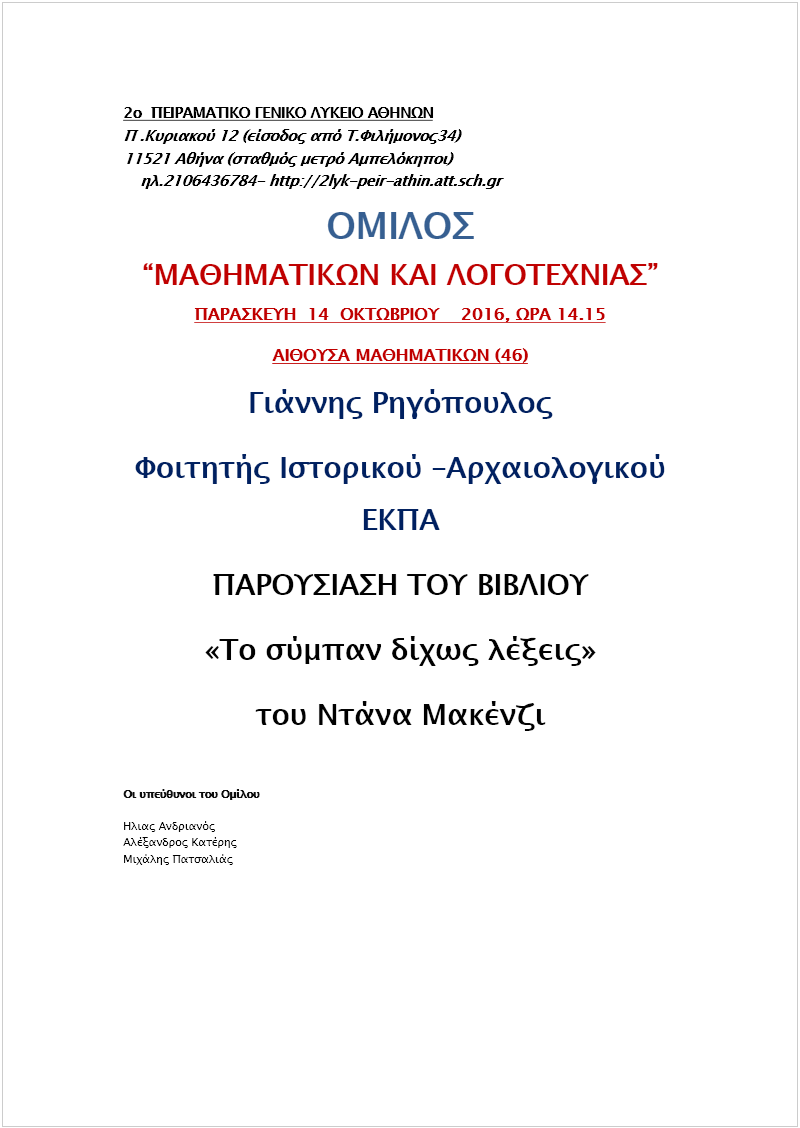 2ο  ΠΕΙΡΑΜΑΤΙΚΟ ΓΕΝΙΚΟ ΛΥΚΕΙΟ ΑΘΗΝΩΝ
Π .Κυριακού 12 (είσοδος από Τ.Φιλήμονος34)
11521 Αθήνα (σταθμός μετρό Αμπελόκηποι)
ηλ.2106436784- http://2lyk-peir-athin.att.sch.gr
ΟΜΙΛΟΣ
“ΜΑΘΗΜΑΤΙΚΩΝ ΚΑΙ ΛΟΓΟΤΕΧΝΙΑΣ”
ΠΑΡΑΣΚΕΥΗ  14  ΟΚΤΩΒΡΙΟΥ    2016, ΩΡΑ 14.15
ΑΙΘΟΥΣΑ ΜΑΘΗΜΑΤΙΚΩΝ (46)
Γιάννης Ρηγόπουλος
Φοιτητής Ιστορικού –Αρχαιολογικού
ΕΚΠΑ
ΠΑΡΟΥΣΙΑΣΗ ΤΟΥ ΒΙΒΛΙΟΥ
«Το σύμπαν δίχως λέξεις»
του Ντάνα Μακένζι
Οι υπεύθυνοι του Ομίλου
Ηλιας Ανδριανός
Αλέξανδρος Κατέρης
Μιχάλης Πατσαλιάς